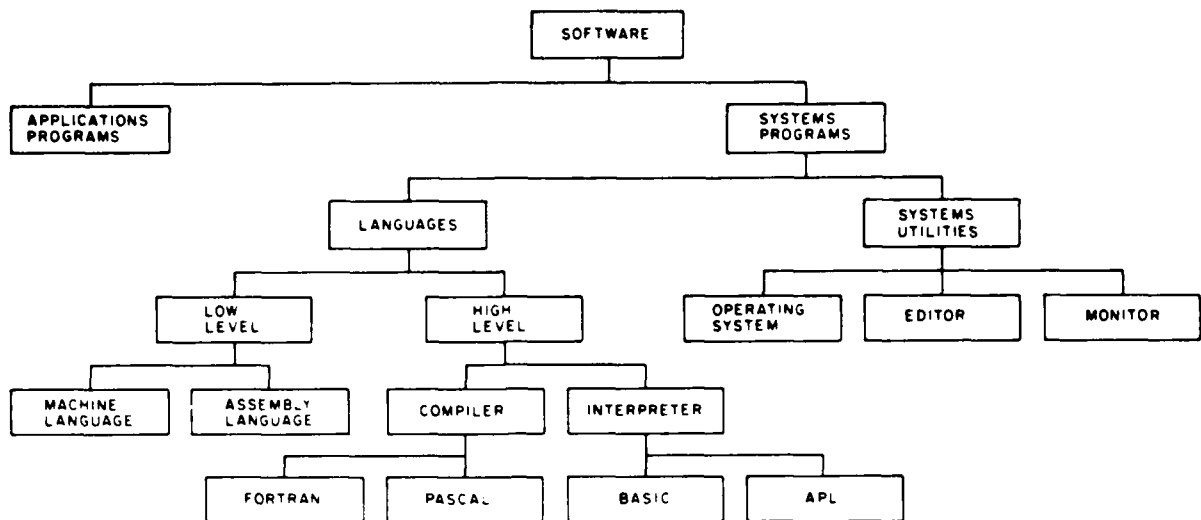 SOFTWARE
APPLICATIONS
PROGRAMS
SYSTEMS
PROGRAMS
LANGUAGES
SYSTEMS
UTILITIES
LOW
LEVEL
HIGH
LEVEL
OPERATING
SYSTEM
EDITOR
MONITOR
MACHINE
LANGUAGE
ASSEMBLY
LANGUAGE
COMPILER
INTERPRETER
FORTRAN
PASCAL
BASIC
APL